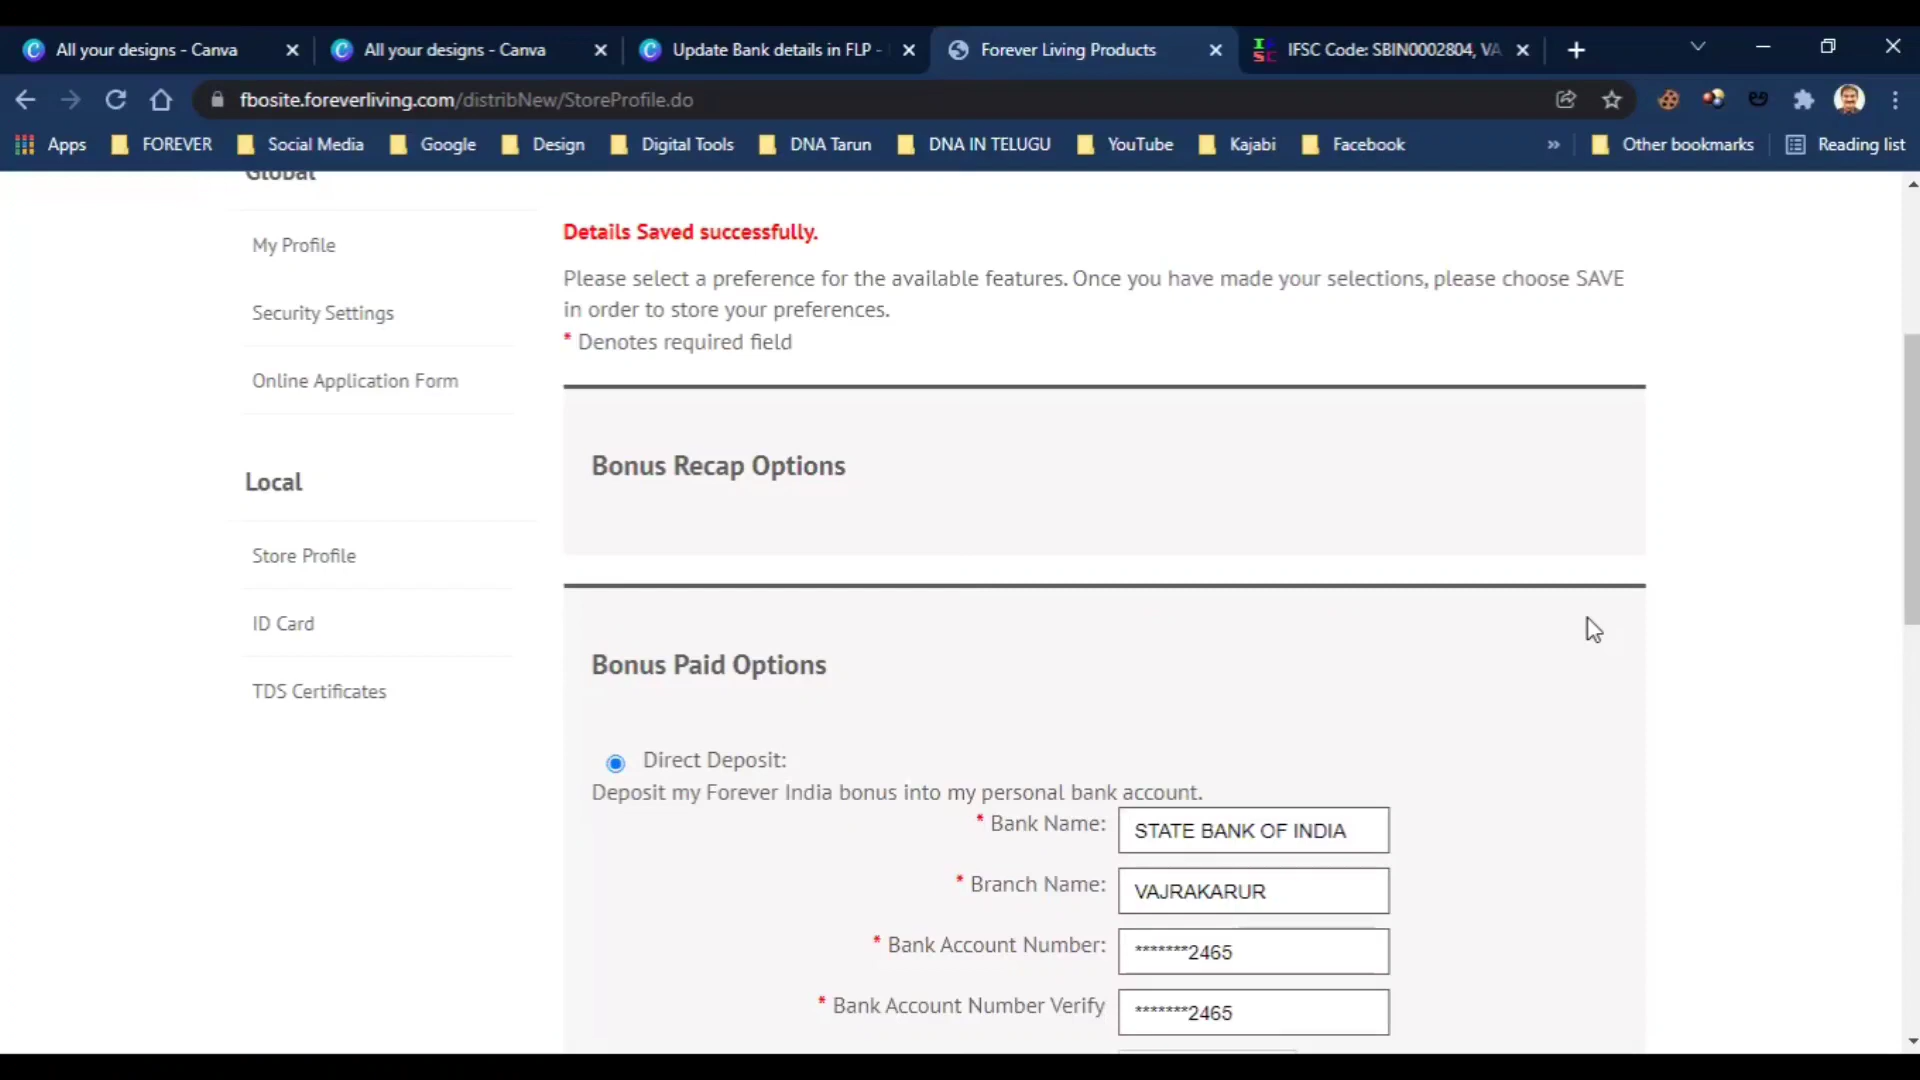 All your designs - Canva
All your designs - Canva
Update Bank details in FLP -
Forever Living Products
IFSC Code: SBIN0002804, VA
fbosite.foreverliving.com/distribNew/StoreProfile.do
Apps
FOREVER
Social Media
Google
Design
Digital Tools
DNA Tarun
DNA IN TELUGU
YouTube
Kajabi
Facebook
»
Other bookmarks
Reading list
Global
My Profile
Security Settings
Online Application Form
Local
Store Profile
ID Card
TDS Certificates
Details Saved successfully.
Please select a preference for the available features. Once you have made your selections, please choose SAVE
in order to store your preferences.
* Denotes required field
Bonus Recap Options
Bonus Paid Options
Direct Deposit:
Deposit my Forever India bonus into my personal bank account.
* Bank Name: STATE BANK OF INDIA
* Branch Name: VAJRAKARUR
* Bank Account Number: *******2465
* Bank Account Number Verify *******2465